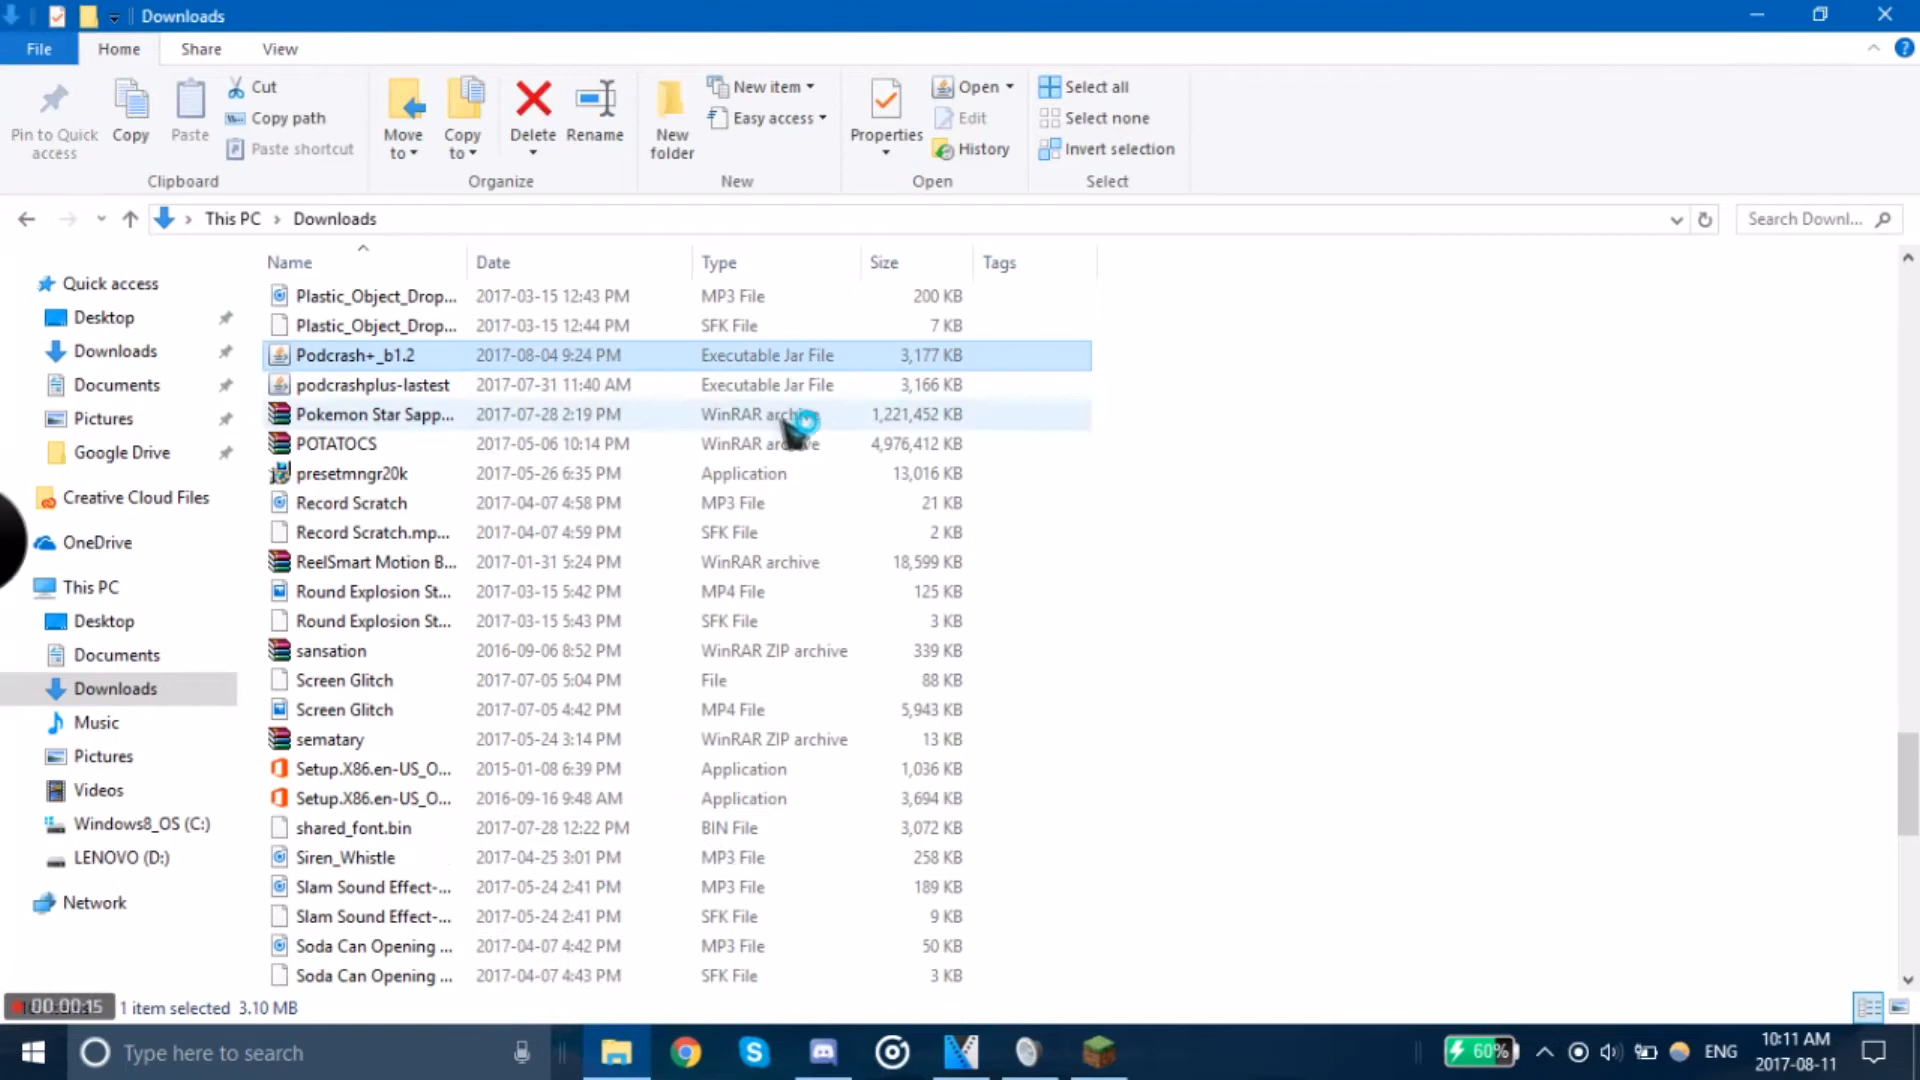 Downloads
File Home Share View
Pin to Quick access
Copy
Paste
Cut
Copy path
Paste shortcut
Move to
Copy to
Delete
Rename
New folder
New item
Easy access
Properties
Open
Edit
History
Select all
Select none
Invert selection
Clipboard Organize New Open Select
This PC > Downloads
Search Downl...
Quick access
Desktop
Downloads
Documents
Pictures
Google Drive
Creative Cloud Files
OneDrive
This PC
Desktop
Documents
Downloads
Music
Pictures
Videos
Windows8_OS (C:)
LENOVO (D:)
Network
Name Date Type Size Tags
Plastic_Object_Drop... 2017-03-15 12:43 PM MP3 File 200 KB
Plastic_Object_Drop... 2017-03-15 12:44 PM SFK File 7 KB
Podcrash+_b1.2 2017-08-04 9:24 PM Executable Jar File 3,177 KB
podcrashplus-lastest 2017-07-31 11:40 AM Executable Jar File 3,166 KB
Pokemon Star Sapp... 2017-07-28 2:19 PM WinRAR archive 1,221,452 KB
POTATOCS 2017-05-06 10:14 PM WinRAR archive 4,976,412 KB
presetmngr20k 2017-05-26 6:35 PM Application 13,016 KB
Record Scratch 2017-04-07 4:58 PM MP3 File 21 KB
Record Scratch.mp... 2017-04-07 4:59 PM SFK File 2 KB
ReelSmart Motion B... 2017-01-31 5:24 PM WinRAR archive 18,599 KB
Round Explosion St... 2017-03-15 5:42 PM MP4 File 125 KB
Round Explosion St... 2017-03-15 5:43 PM SFK File 3 KB
sansation 2016-09-06 8:52 PM WinRAR ZIP archive 339 KB
Screen Glitch 2017-07-05 5:04 PM File 88 KB
Screen Glitch 2017-07-05 4:42 PM MP4 File 5,943 KB
sematary 2017-05-24 3:14 PM WinRAR ZIP archive 13 KB
Setup.X86.en-US_O... 2015-01-08 6:39 PM Application 1,036 KB
Setup.X86.en-US_O... 2016-09-16 9:48 AM Application 3,694 KB
shared_font.bin 2017-07-28 12:22 PM BIN File 3,072 KB
Siren_Whistle 2017-04-25 3:01 PM MP3 File 258 KB
Slam Sound Effect-... 2017-05-24 2:41 PM MP3 File 189 KB
Slam Sound Effect-... 2017-05-24 2:41 PM SFK File 9 KB
Soda Can Opening ... 2017-04-07 4:42 PM MP3 File 50 KB
Soda Can Opening ... 2017-04-07 4:43 PM SFK File 3 KB
00:00:15
1 item selected 3.10 MB
Type here to search
60%
ENG
10:11 AM
2017-08-11